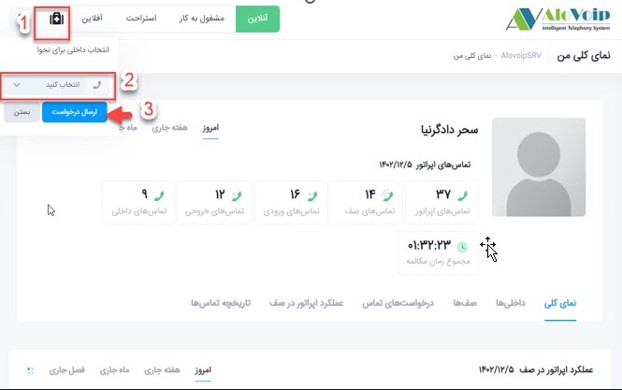 AloVoip
Intelligent Telephony System
آنلاین
مشغول به کار
استراحت
آفلاین
1
نمای کلی من
AlovoipSRV - نمای کلی من
انتخاب داخلی برای نجوا
انتخاب کنید
2
ارسال درخواست
بستن
3
سحر دادگرنیا
امروز
هفته جاری
ماه
تماس‌های اپراتور ۱۴۰۲/۱۲/۵
۳۷
تماس‌های اپراتور
۱۴
تماس‌های صف
۱۶
تماس‌های ورودی
۱۲
تماس‌های خروجی
۹
تماس‌های داخلی
۰۱:۳۲:۲۳
مجموع زمان مکالمه
نمای کلی
داخلی‌ها
صف‌ها
درخواست‌های تماس
عملکرد اپراتور در صف
تاریخچه تماس‌ها
عملکرد اپراتور در صف ۱۴۰۲/۱۲/۵
امروز
هفته جاری
ماه جاری
فصل جاری